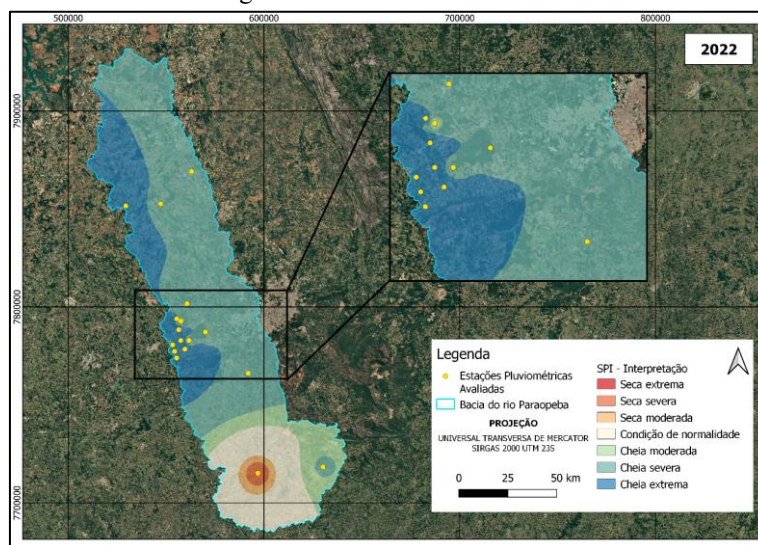 500000
600000
700000
800000
2022
7900000
7800000
7700000
Legenda
Estações Pluviométricas
Avaliadas
Bacia do rio Paraopeba
PROJEÇÃO
UNIVERSAL TRANSVERSA DE MERCATOR
SIRGAS 2000 UTM 23S
0 25 50 km
SPI - Interpretação
Seca extrema
Seca severa
Seca moderada
Condição de normalidade
Cheia moderada
Cheia severa
Cheia extrema